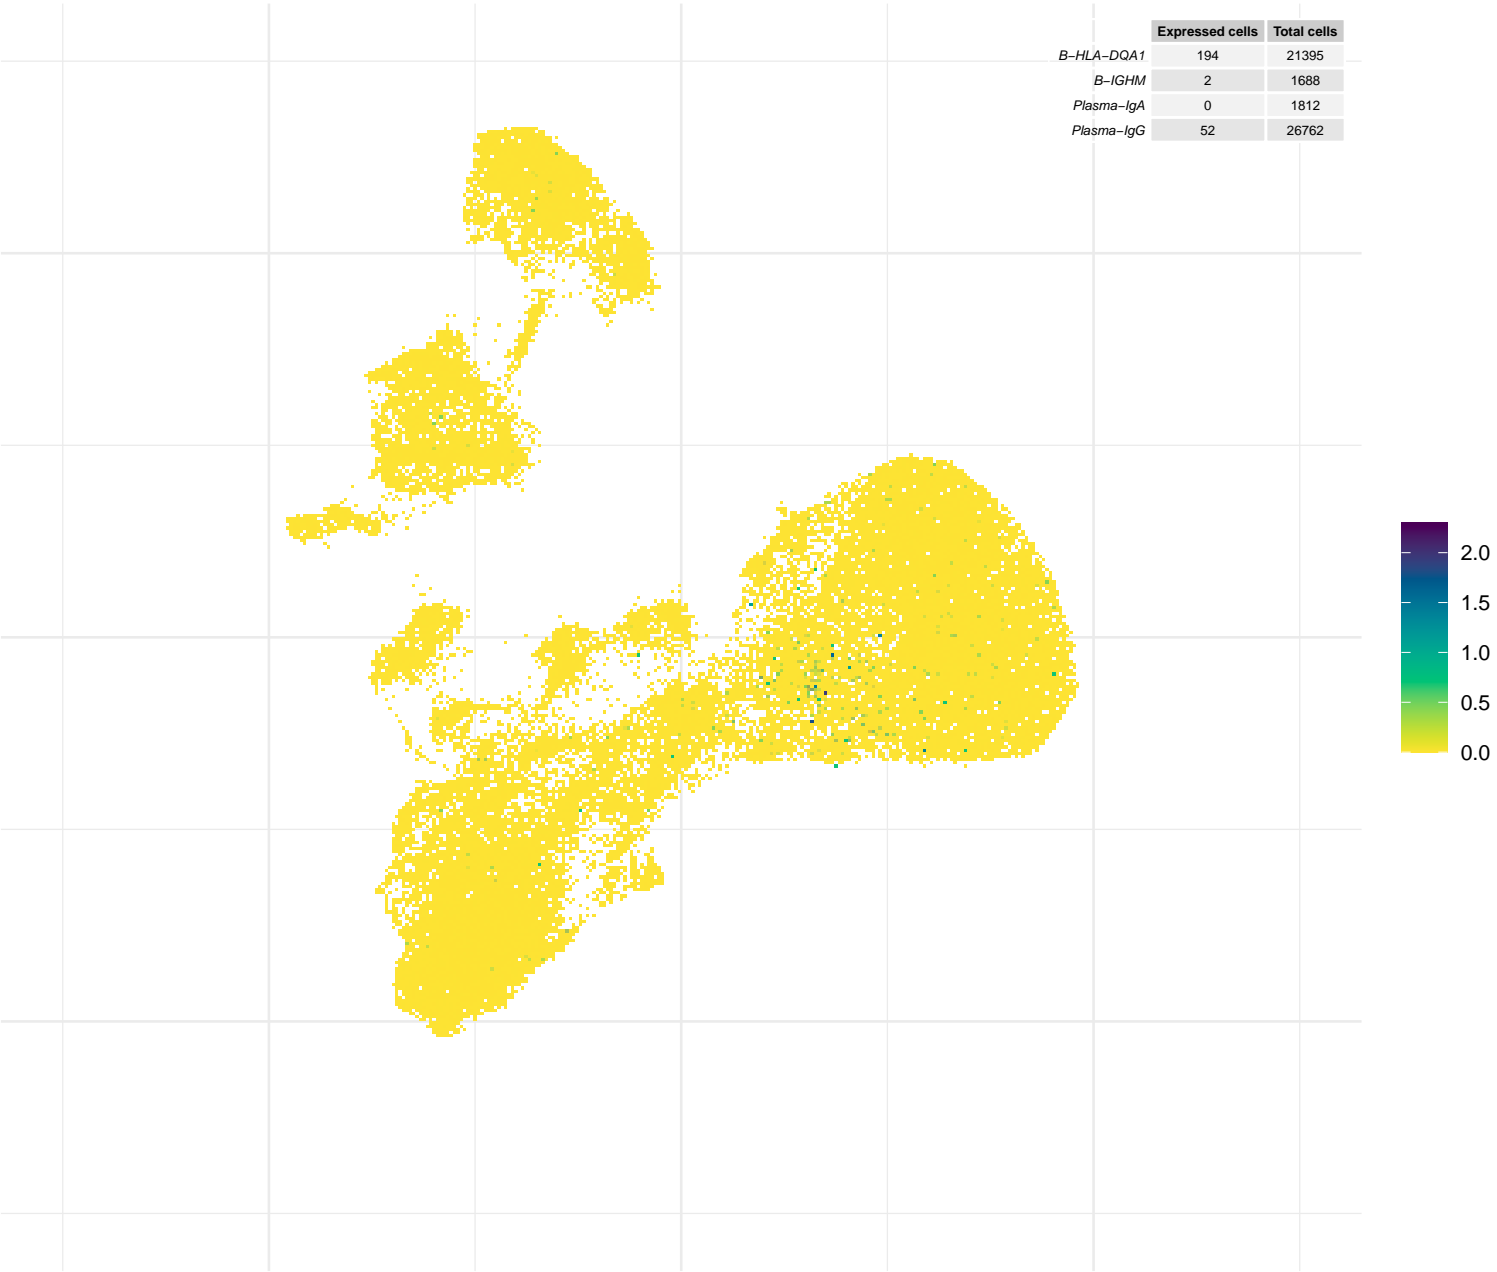 Expressed cells Total cells
B−HLA−DQA1 194 21395
B−IGHM 2 1688
Plasma−IgA 0 1812
Plasma−IgG 52 26762
2.0
1.5
1.0
0.5
0.0